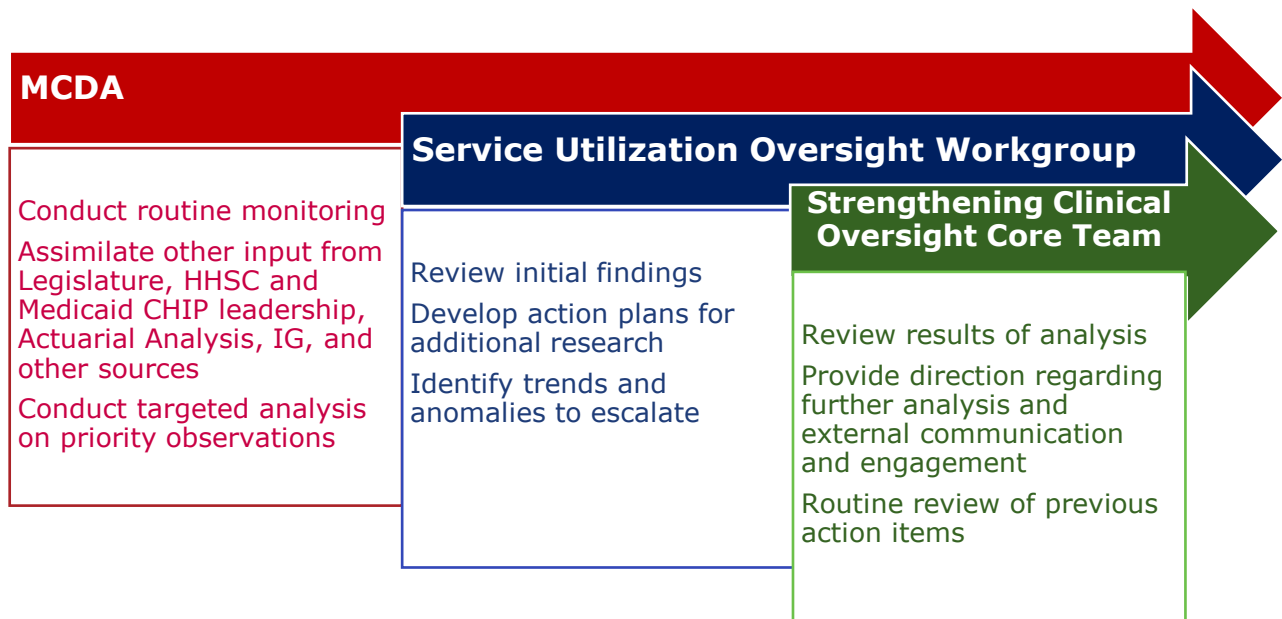 MCDA
Conduct routine monitoring
Assimilate other input from
Legislature, HHSC and
Medicaid CHIP leadership,
Actuarial Analysis, IG, and
other sources
Conduct targeted analysis
on priority observations
Service Utilization Oversight Workgroup
Review initial findings
Develop action plans for
additional research
Identify trends and
anomalies to escalate
Strengthening Clinical
Oversight Core Team
Review results of analysis
Provide direction regarding
further analysis and
external communication
and engagement
Routine review of previous
action items